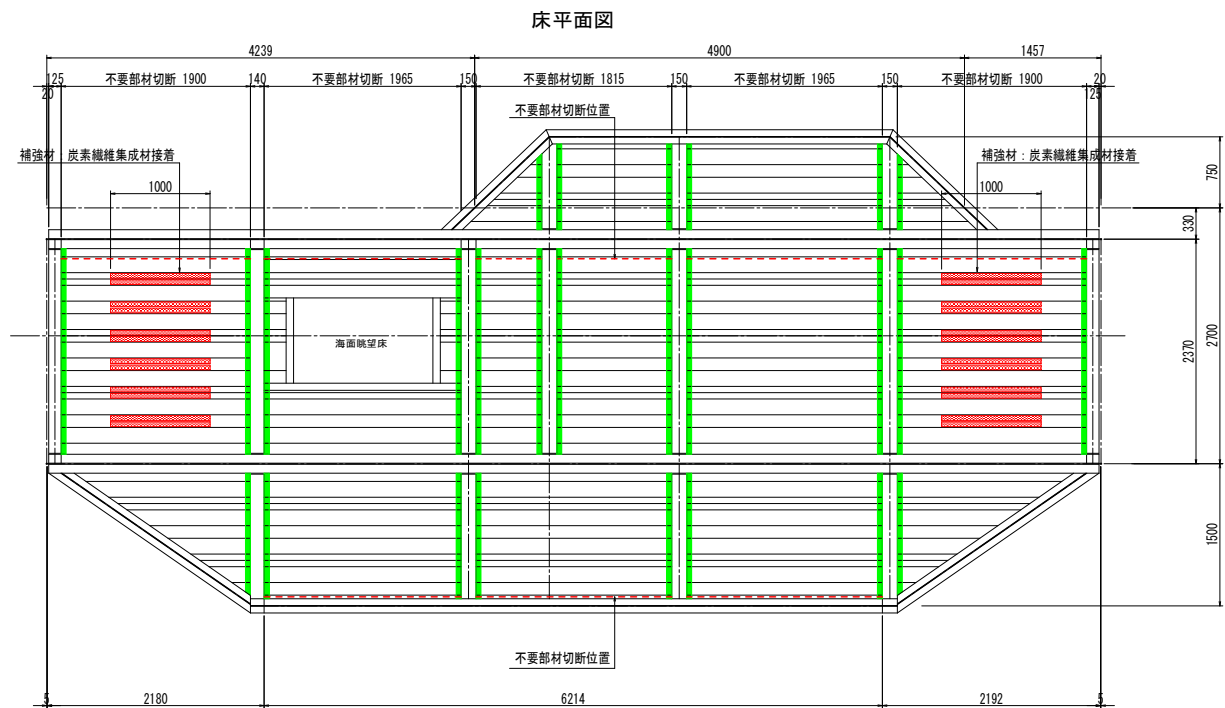 床平面図
4239
4900
1457
125
不要部材切断 1900
140
不要部材切断 1965
150
不要部材切断 1815
150
不要部材切断 1965
150
不要部材切断 1900
20
20
125
不要部材切断位置
補強材：炭素繊維集成材接着
補強材：炭素繊維集成材接着
1000
1000
750
330
海面眺望床
2700
2370
1500
不要部材切断位置
5
2180
6214
2192
5